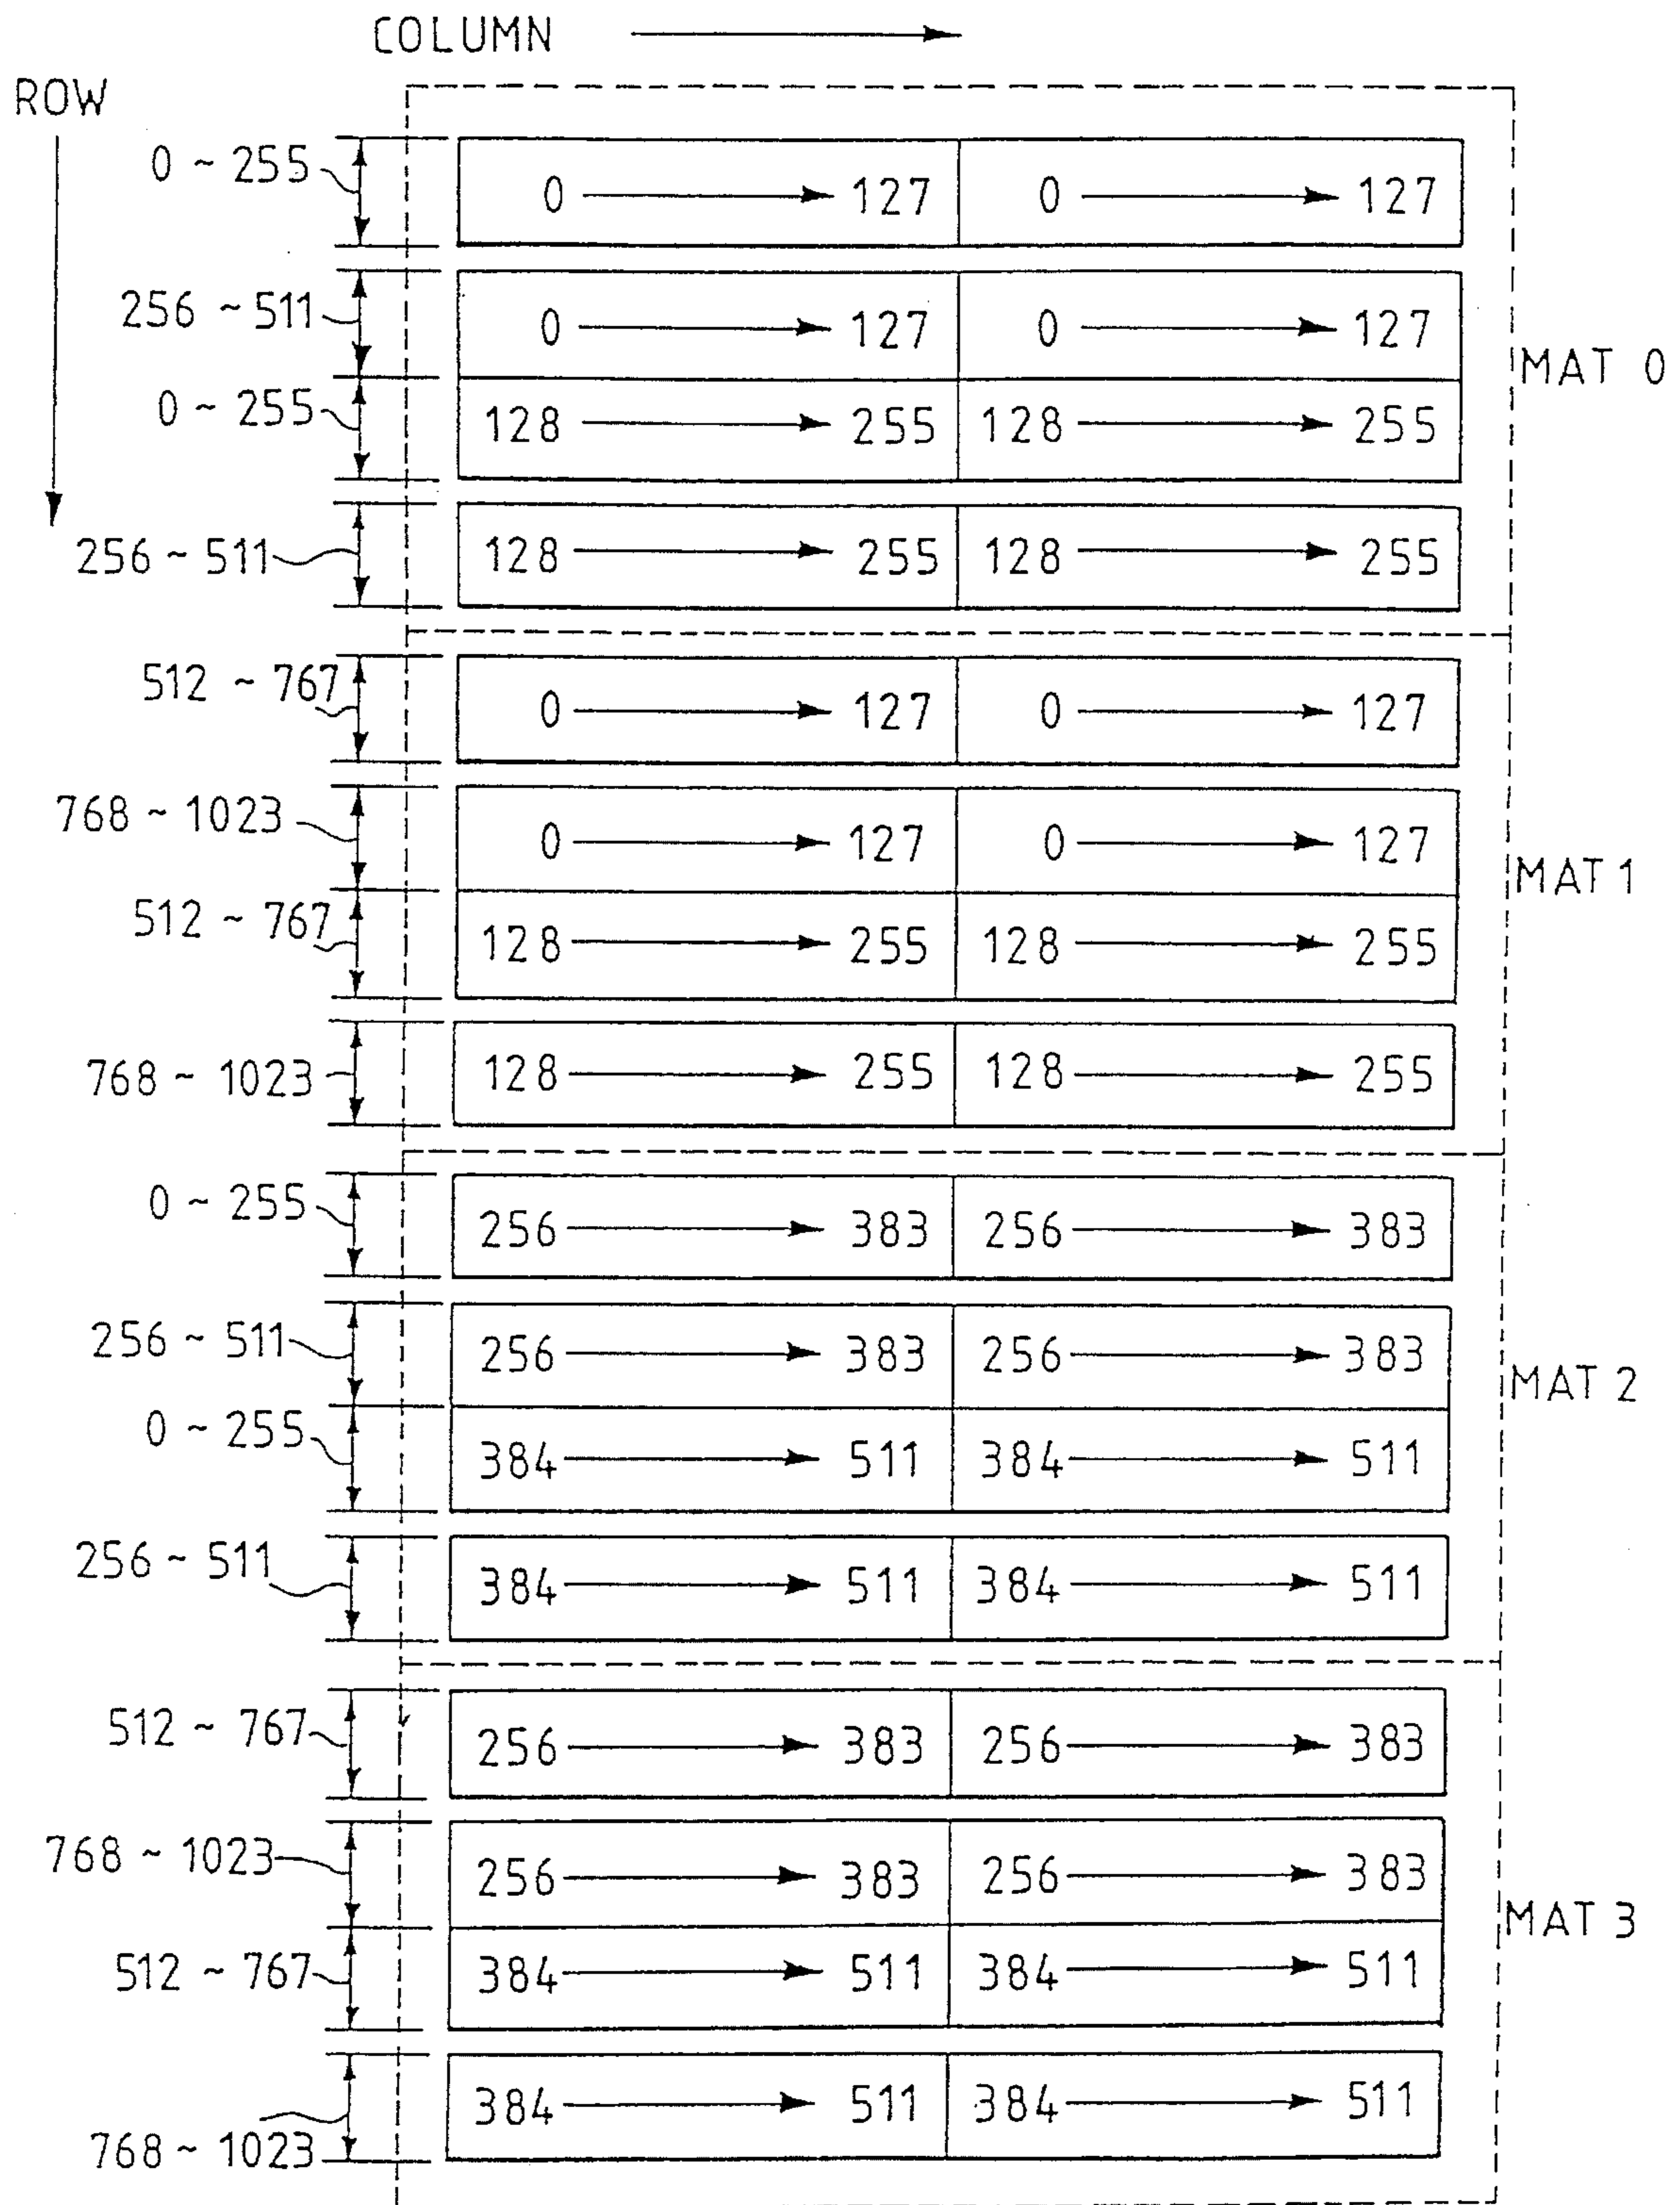 COLUMN
ROW
0 ~ 255
0 127 0 127
256 ~ 511
0 127 0 127
MAT 0
0 ~ 255
128 255 128 255
256 ~ 511
128 255 128 255
512 ~ 767
0 127 0 127
768 ~ 1023
0 127 0 127
MAT 1
512 ~ 767
128 255 128 255
768 ~ 1023
128 255 128 255
0 ~ 255
256 383 256 383
256 ~ 511
256 383 256 383
MAT 2
0 ~ 255
384 511 384 511
256 ~ 511
384 511 384 511
512 ~ 767
256 383 256 383
768 ~ 1023
256 383 256 383
MAT 3
512 ~ 767
384 511 384 511
384 511 384 511
768 ~ 1023